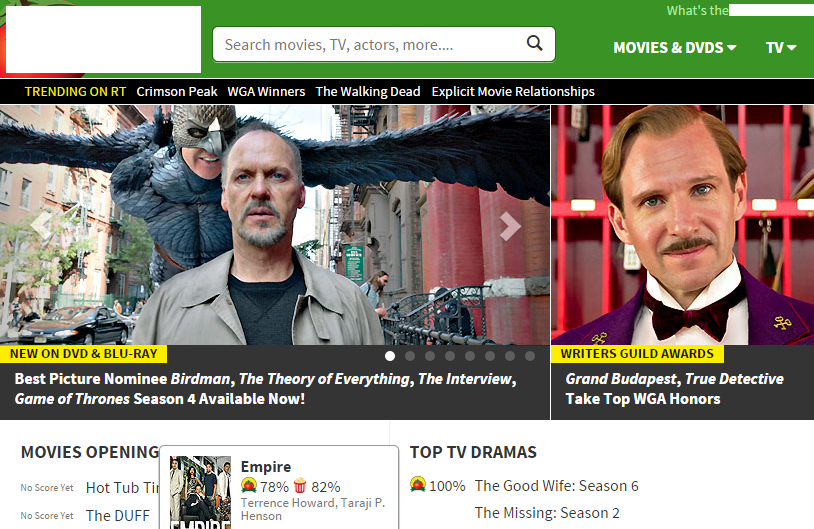 What's the
Search movies, TV, actors, more....
MOVIES & DVDS
TV
TRENDING ON RT Crimson Peak WGA Winners The Walking Dead Explicit Movie Relationships
NEW ON DVD & BLU-RAY
Best Picture Nominee Birdman, The Theory of Everything, The Interview,
Game of Thrones Season 4 Available Now!
WRITERS GUILD AWARDS
Grand Budapest, True Detective
Take Top WGA Honors
MOVIES OPENING
No Score Yet Hot Tub
No Score Yet The DUFF
Empire
78% 82%
Terrence Howard, Taraji P.
Henson
EMPIRE
TOP TV DRAMAS
100% The Good Wife: Season 6
The Missing: Season 2